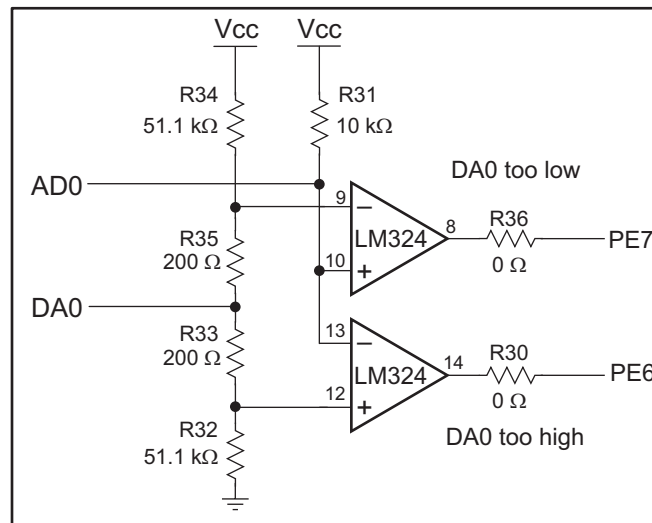 Vcc Vcc
R34
51.1 kΩ
R31
10 kΩ
AD0
DA0 too low
9
–
LM324
8
R36
0 Ω
PE7
R35
200 Ω
10
+
DA0
R33
200 Ω
13
–
LM324
14
R30
0 Ω
PE6
12
+
R32
51.1 kΩ
DA0 too high